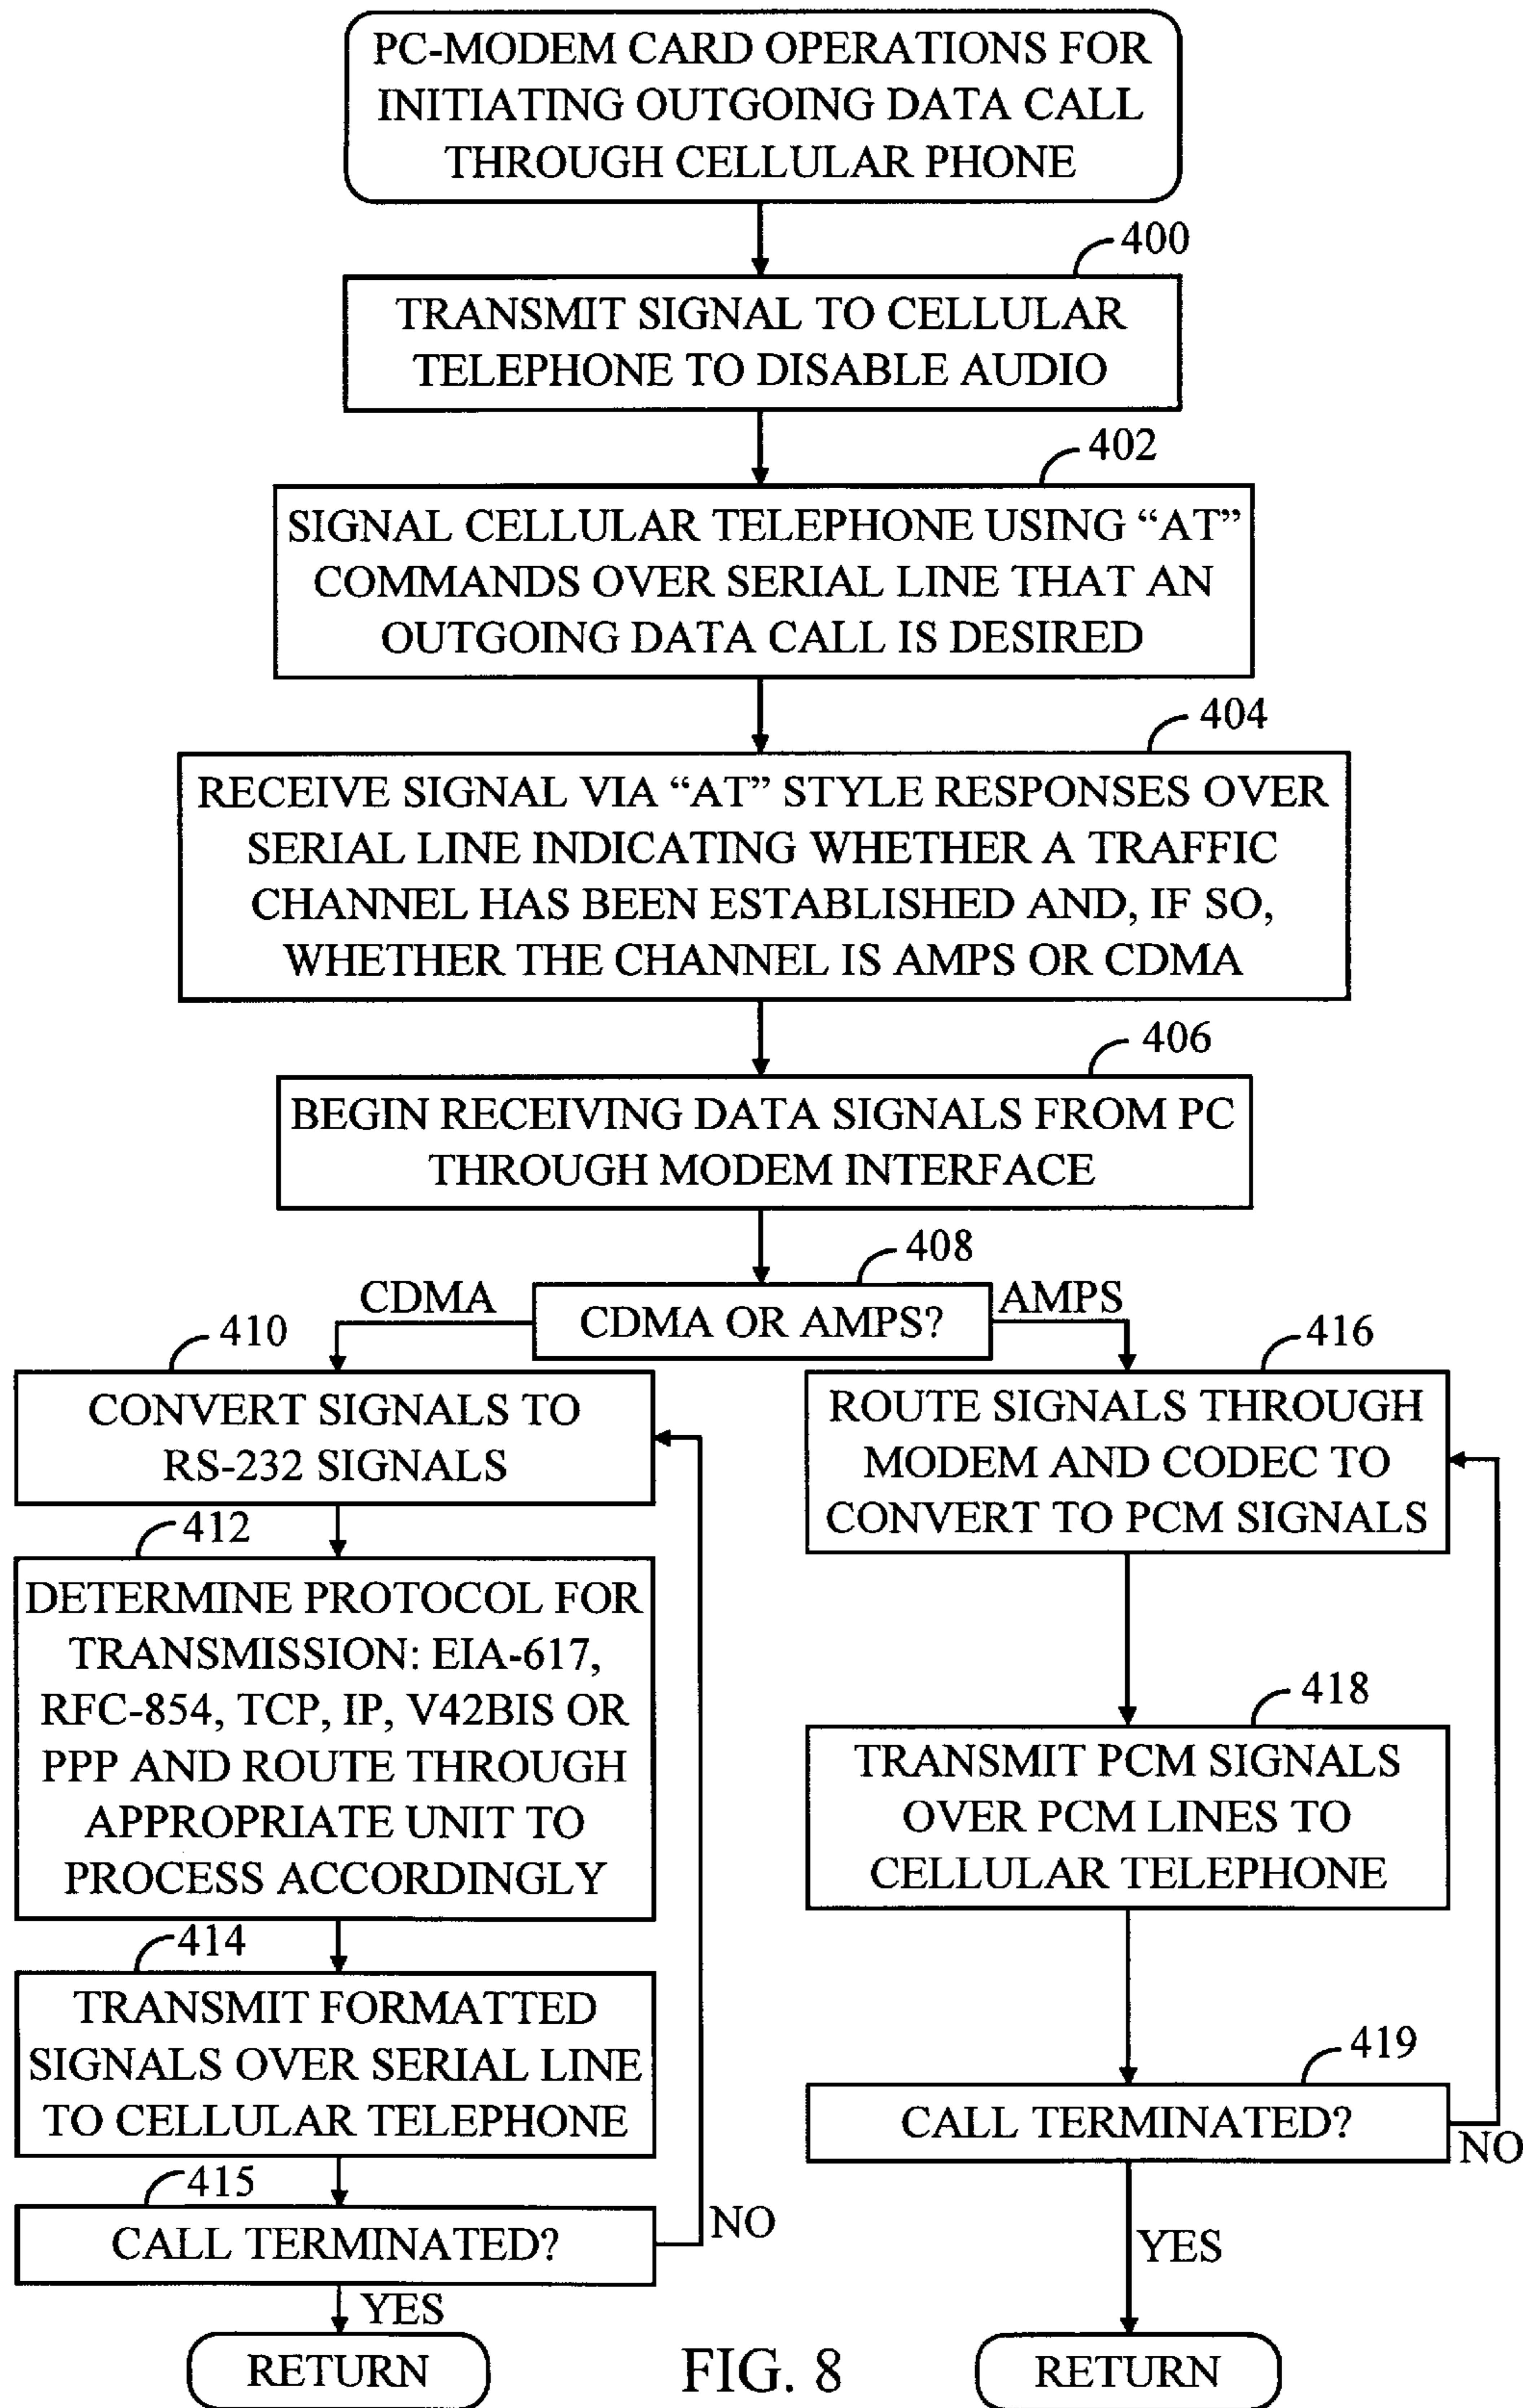 PC-MODEM CARD OPERATIONS FOR
INITIATING OUTGOING DATA CALL
THROUGH CELLULAR PHONE
400
TRANSMIT SIGNAL TO CELLULAR
TELEPHONE TO DISABLE AUDIO
402
SIGNAL CELLULAR TELEPHONE USING “AT”
COMMANDS OVER SERIAL LINE THAT AN
OUTGOING DATA CALL IS DESIRED
404
RECEIVE SIGNAL VIA “AT” STYLE RESPONSES OVER
SERIAL LINE INDICATING WHETHER A TRAFFIC
CHANNEL HAS BEEN ESTABLISHED AND, IF SO,
WHETHER THE CHANNEL IS AMPS OR CDMA
406
BEGIN RECEIVING DATA SIGNALS FROM PC
THROUGH MODEM INTERFACE
408
CDMA OR AMPS?
CDMA
AMPS
410
CONVERT SIGNALS TO
RS-232 SIGNALS
412
DETERMINE PROTOCOL FOR
TRANSMISSION: EIA-617,
RFC-854, TCP, IP, V42BIS OR
PPP AND ROUTE THROUGH
APPROPRIATE UNIT TO
PROCESS ACCORDINGLY
414
TRANSMIT FORMATTED
SIGNALS OVER SERIAL LINE
TO CELLULAR TELEPHONE
415
CALL TERMINATED?
NO
YES
RETURN
416
ROUTE SIGNALS THROUGH
MODEM AND CODEC TO
CONVERT TO PCM SIGNALS
418
TRANSMIT PCM SIGNALS
OVER PCM LINES TO
CELLULAR TELEPHONE
419
CALL TERMINATED?
NO
YES
RETURN
FIG. 8